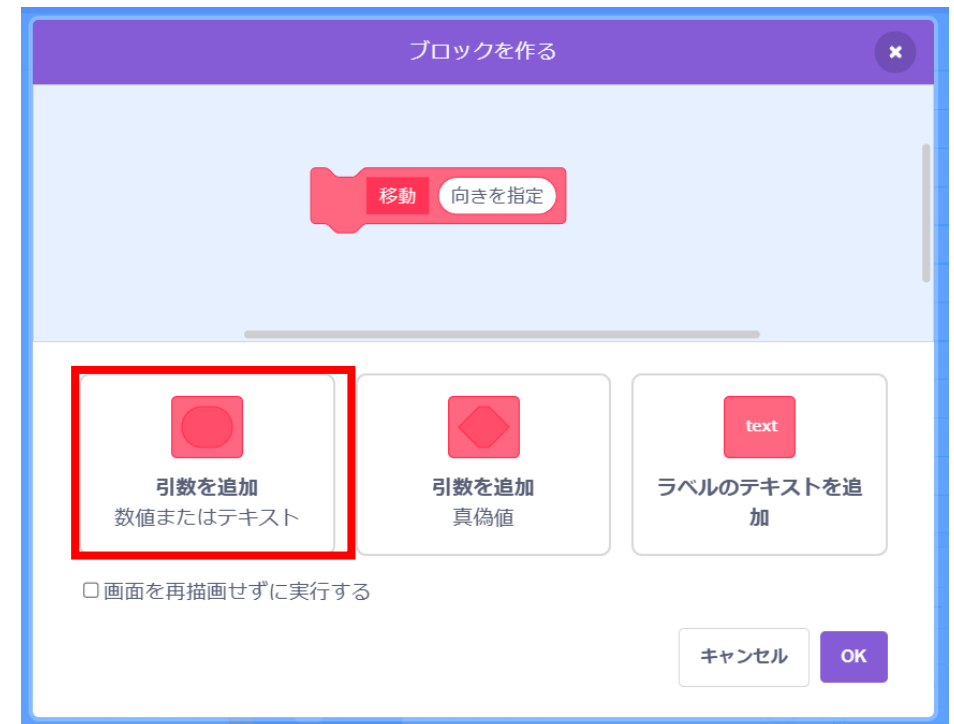 ブロックを作る
移動 向きを指定
引数を追加
数値またはテキスト
引数を追加
真偽値
text
ラベルのテキストを追
加
画面を再描画せずに実行する
キャンセル OK